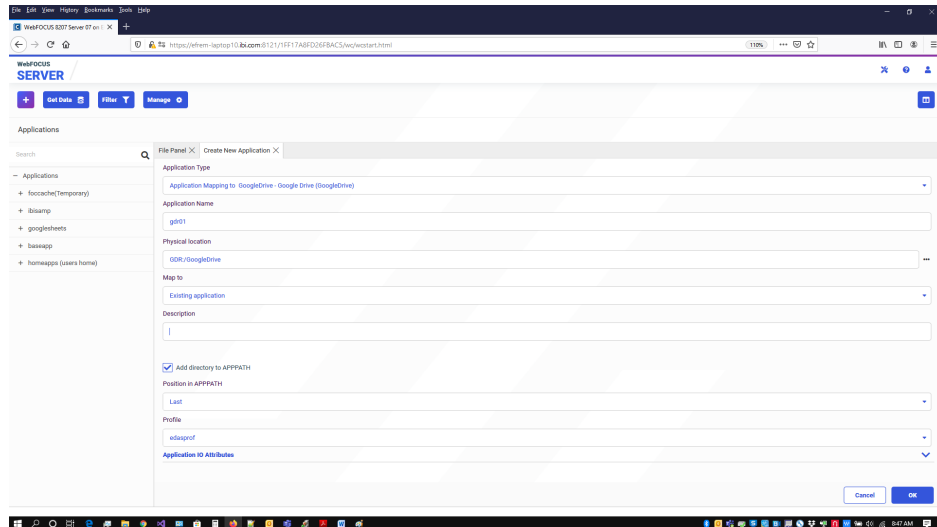 File Edit View History Bookmarks Tools Help
WebFOCUS 8207 Server 07 on
https://efrem-laptop10.ibi.com:8121/1FF17A8FD26FBAC5/wc/wcstart.html
110%
WebFOCUS
SERVER
Get Data Filter Manage
Applications
Search
File Panel Create New Application
Applications
foccache(Temporary)
ibisamp
googlesheets
baseapp
homeapps (users home)
Application Type
Application Mapping to GoogleDrive - Google Drive (GoogleDrive)
Application Name
gdr01
Physical location
GDR:/GoogleDrive
Map to
Existing application
Description
Add directory to APPPATH
Position in APPPATH
Last
Profile
edasprof
Application IO Attributes
Cancel OK
8:47 AM